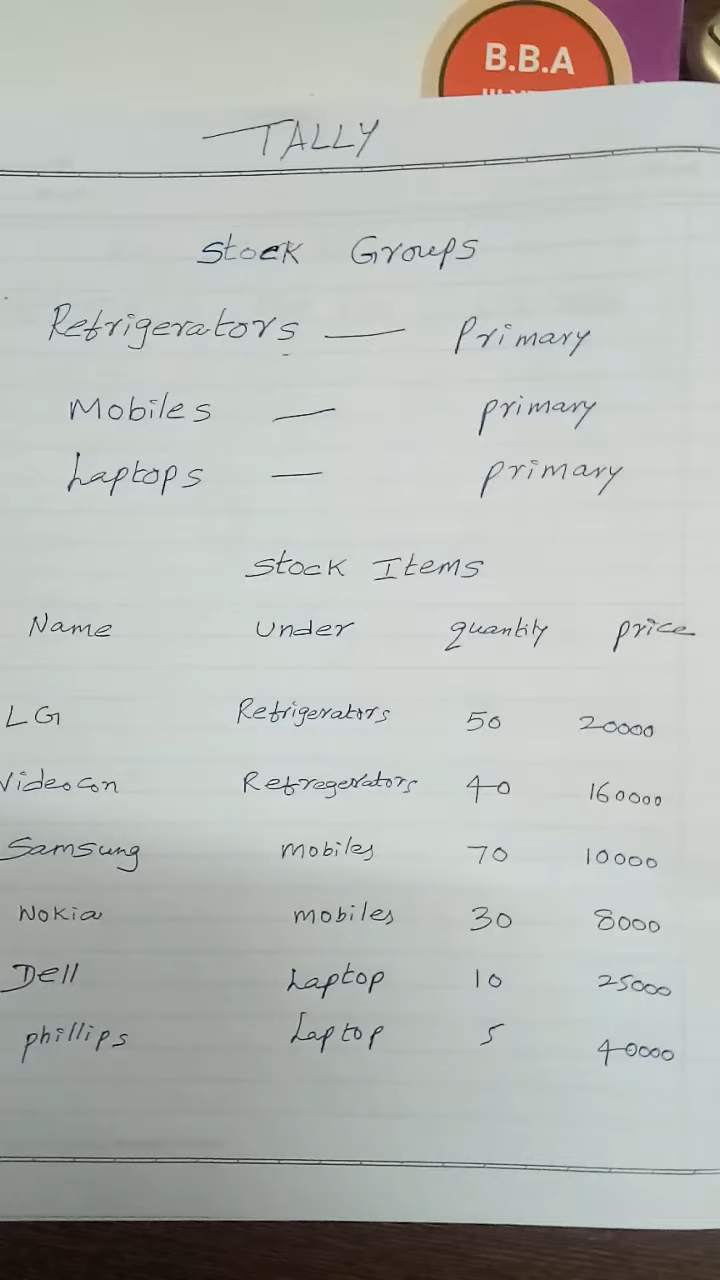 B.B.A
TALLY
Stock Groups
Refrigerators — Primary
Mobiles — primary
Laptops — primary
Stock Items
Name Under quantity price
LG Refrigerators 50 20000
Videocon Refregerators 40 160000
Samsung mobiles 70 10000
Nokia mobiles 30 8000
Dell Laptop 10 25000
phillips Laptop 5 40000